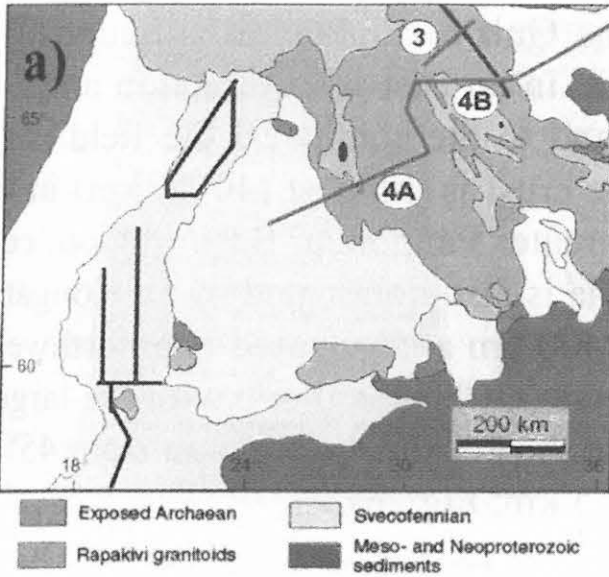 a)
3
65
4B
4A
60
200 km
18
24
30
36
Exposed Archaean
Svecofennian
Rapakivi granitoids
Meso- and Neoproterozoic
sediments